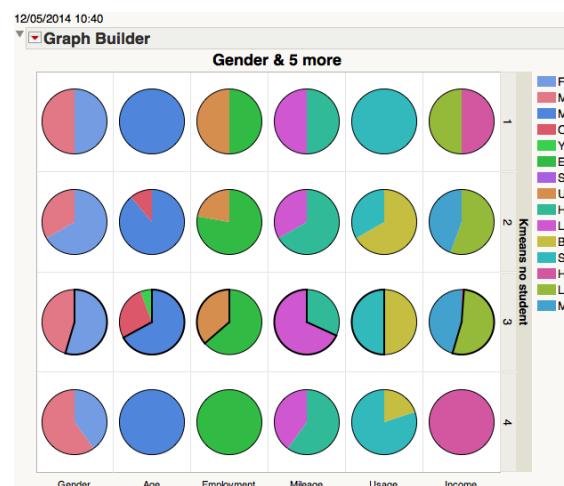 12/05/2014 10:40
Graph Builder
Gender & 5 more
F
M
M
O
Y
E
S
U
H
L
B
S
H
L
M
1
2
3
4
Kmeans no student
Gender Age Employment Mileage Usage Income